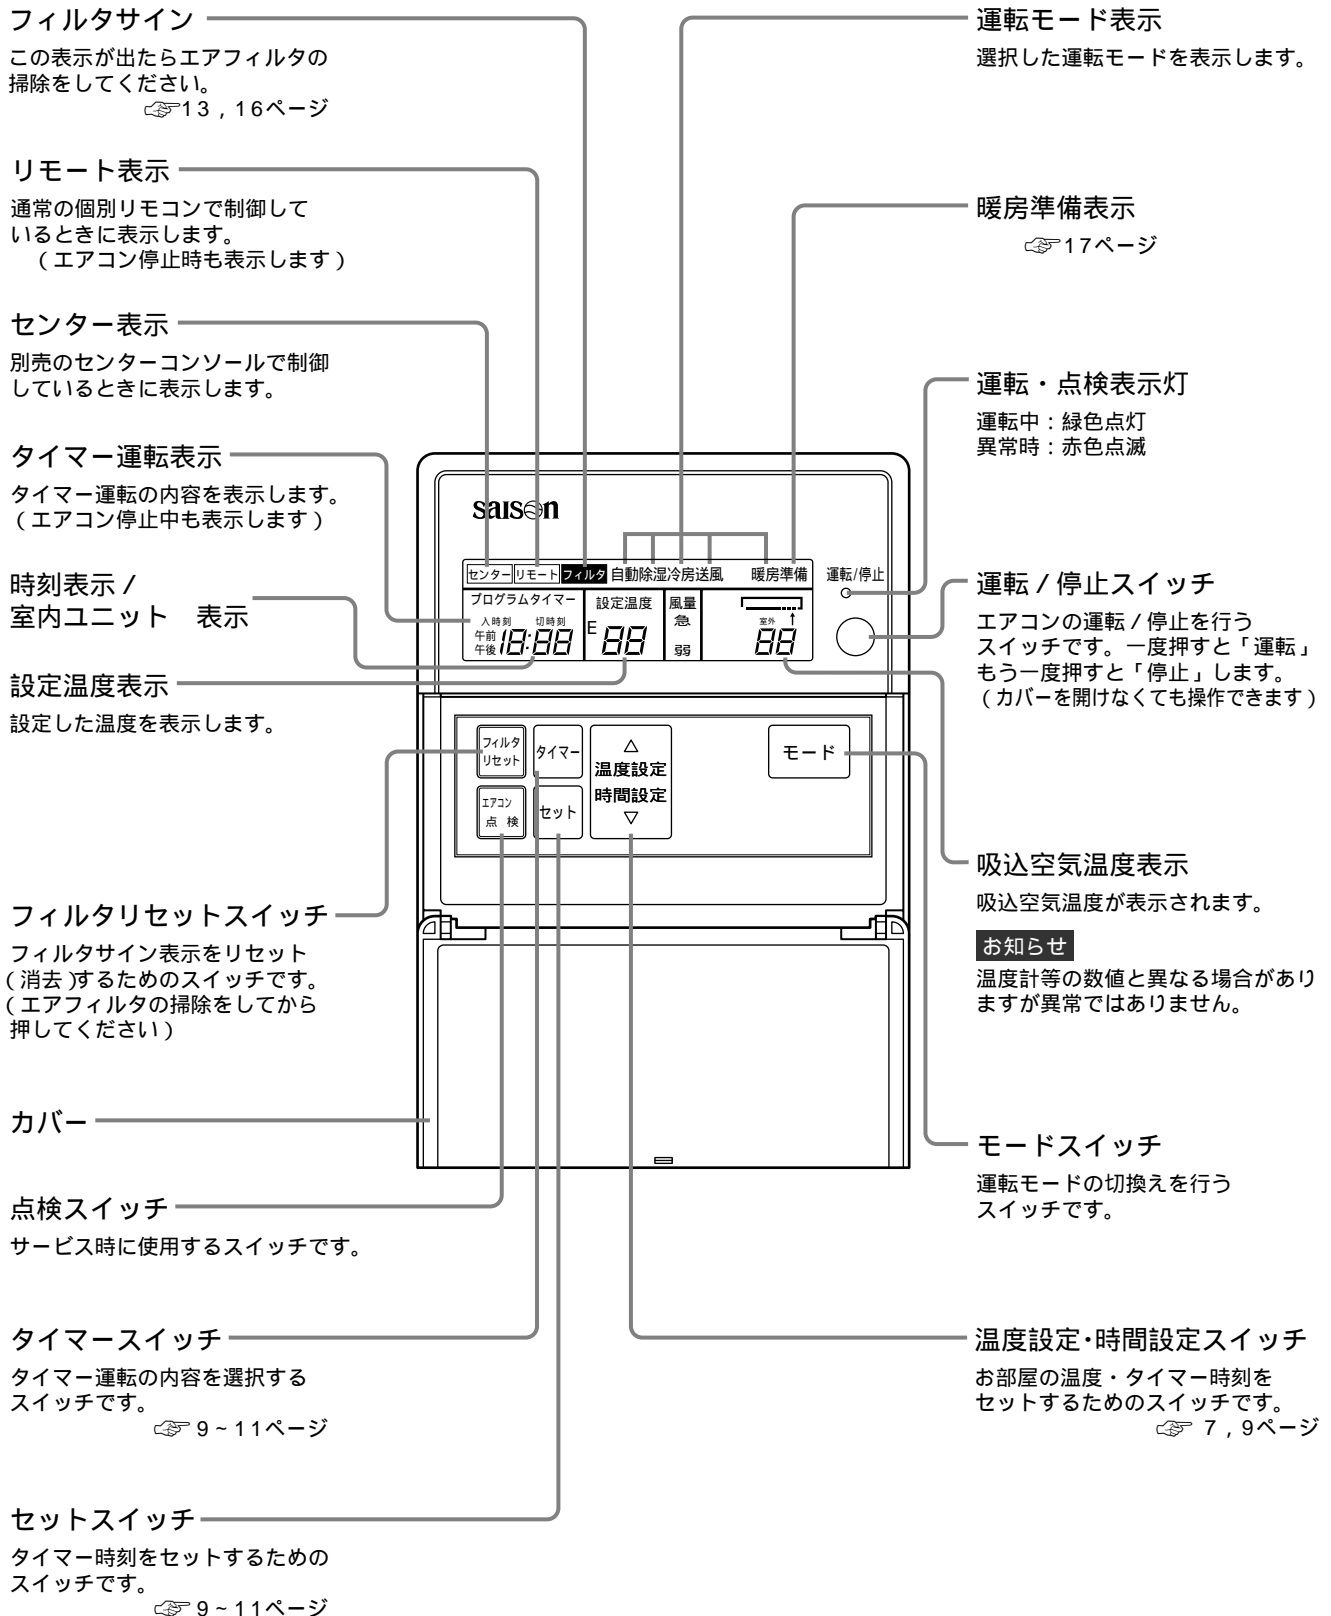 フィルタサイン
この表示が出たらエアフィルタの
掃除をしてください。
☞13，16ページ
リモート表示
通常の個別リモコンで制御して
いるときに表示します。
（エアコン停止時も表示します）
センター表示
別売のセンターコンソールで制御
しているときに表示します。
タイマー運転表示
タイマー運転の内容を表示します。
（エアコン停止中も表示します）
時刻表示 /
室内ユニット　表示
設定温度表示
設定した温度を表示します。
フィルタリセットスイッチ
フィルタサイン表示をリセット
（消去）するためのスイッチです。
（エアフィルタの掃除をしてから
押してください）
カバー
点検スイッチ
サービス時に使用するスイッチです。
タイマースイッチ
タイマー運転の内容を選択する
スイッチです。
☞ 9~11ページ
セットスイッチ
タイマー時刻をセットするための
スイッチです。
☞ 9~11ページ
saison
センター リモート フィルタ 自動除湿冷房送風 暖房準備 運転/停止
プログラムタイマー 設定温度 風量
入時刻 切時刻 急 室外 ↑
午前
午後 18:88 E 88 弱 88
フィルタ
リセット
タイマー
△
温度設定
時間設定
▽
モード
エアコン
点 検
セット
運転モード表示
選択した運転モードを表示します。
暖房準備表示
☞17ページ
運転・点検表示灯
運転中：緑色点灯
異常時：赤色点滅
運転 / 停止スイッチ
エアコンの運転 / 停止を行う
スイッチです。一度押すと「運転」
もう一度押すと「停止」します。
（カバーを開けなくても操作できます）
吸込空気温度表示
吸込空気温度が表示されます。
お知らせ
温度計等の数値と異なる場合があり
ますが異常ではありません。
モードスイッチ
運転モードの切換えを行う
スイッチです。
温度設定・時間設定スイッチ
お部屋の温度・タイマー時刻を
セットするためのスイッチです。
☞ 7，9ページ